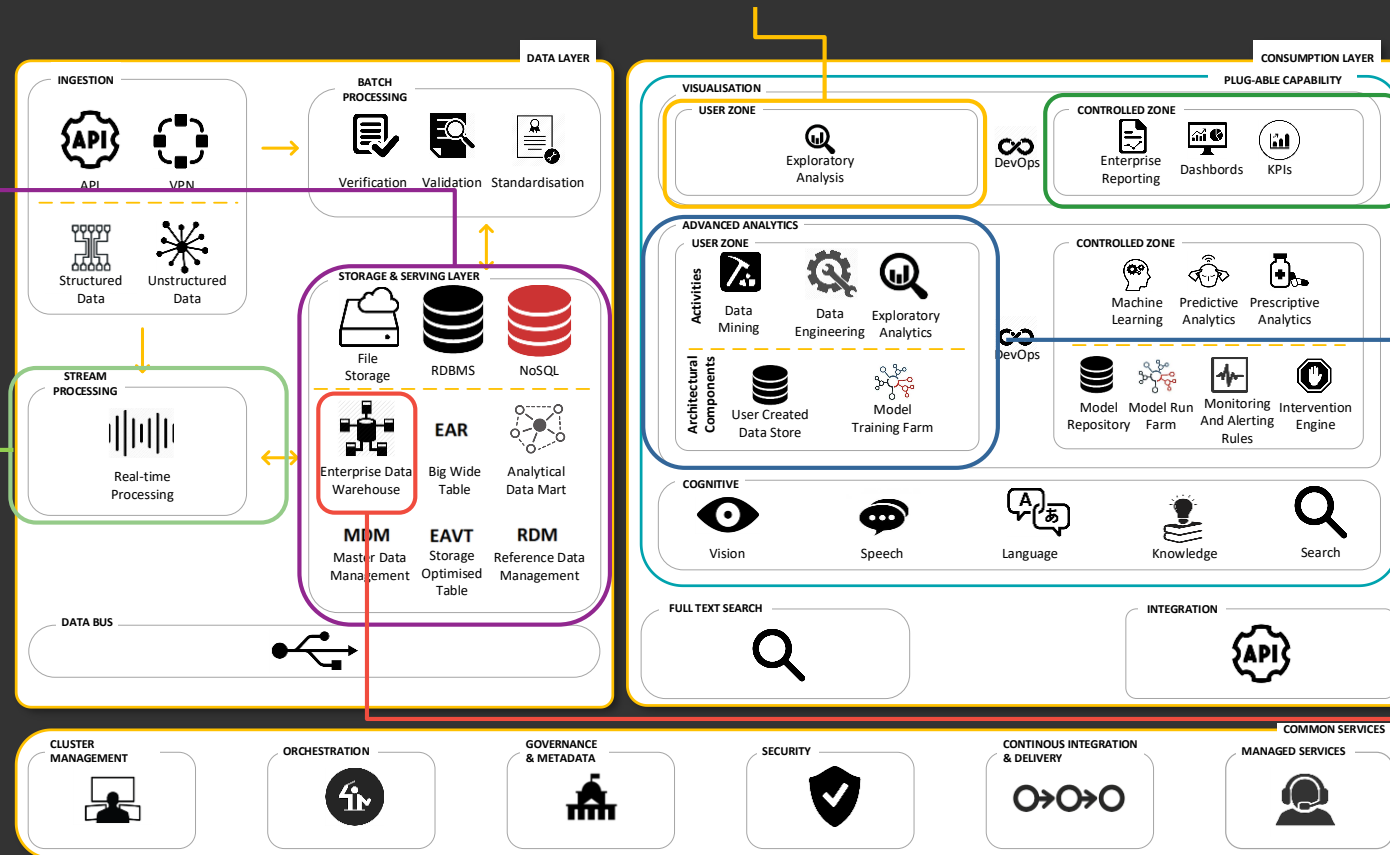 DATA LAYER
INGESTION
API
API
VPN
Structured
Data
Unstructured
Data
BATCH
PROCESSING
Verification
Validation
Standardisation
STREAM
PROCESSING
Real-time
Processing
STORAGE & SERVING LAYER
File
Storage
RDBMS
NoSQL
Enterprise Data
Warehouse
EAR
Big Wide
Table
Analytical
Data Mart
MDM
Master Data
Management
EAVT
Storage
Optimised
Table
RDM
Reference Data
Management
DATA BUS
CONSUMPTION LAYER
PLUG-ABLE CAPABILITY
VISUALISATION
USER ZONE
Exploratory
Analysis
DevOps
CONTROLLED ZONE
Enterprise
Reporting
Dashbords
KPIs
ADVANCED ANALYTICS
USER ZONE
Activities
Data
Mining
Data
Engineering
Exploratory
Analytics
Architectural
Components
User Created
Data Store
Model
Training Farm
DevOps
CONTROLLED ZONE
Machine
Learning
Predictive
Analytics
Prescriptive
Analytics
Model
Repository
Model Run
Farm
Monitoring
And Alerting
Rules
Intervention
Engine
COGNITIVE
Vision
Speech
A
あ
Language
Knowledge
Search
FULL TEXT SEARCH
INTEGRATION
API
COMMON SERVICES
CLUSTER
MANAGEMENT
ORCHESTRATION
GOVERNANCE
& METADATA
SECURITY
CONTINOUS INTEGRATION
& DELIVERY
MANAGED SERVICES